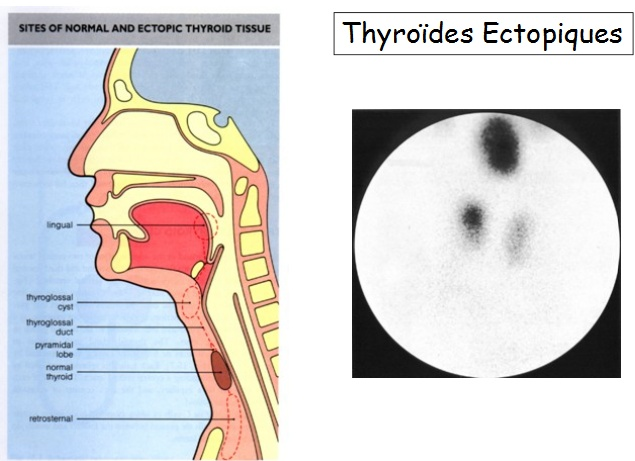 SITES OF NORMAL AND ECTOPIC THYROID TISSUE
Thyroïdes Ectopiques
lingual
thyroglossal
cyst
thyroglossal
duct
pyramidal
lobe
normal
thyroid
retrosternal